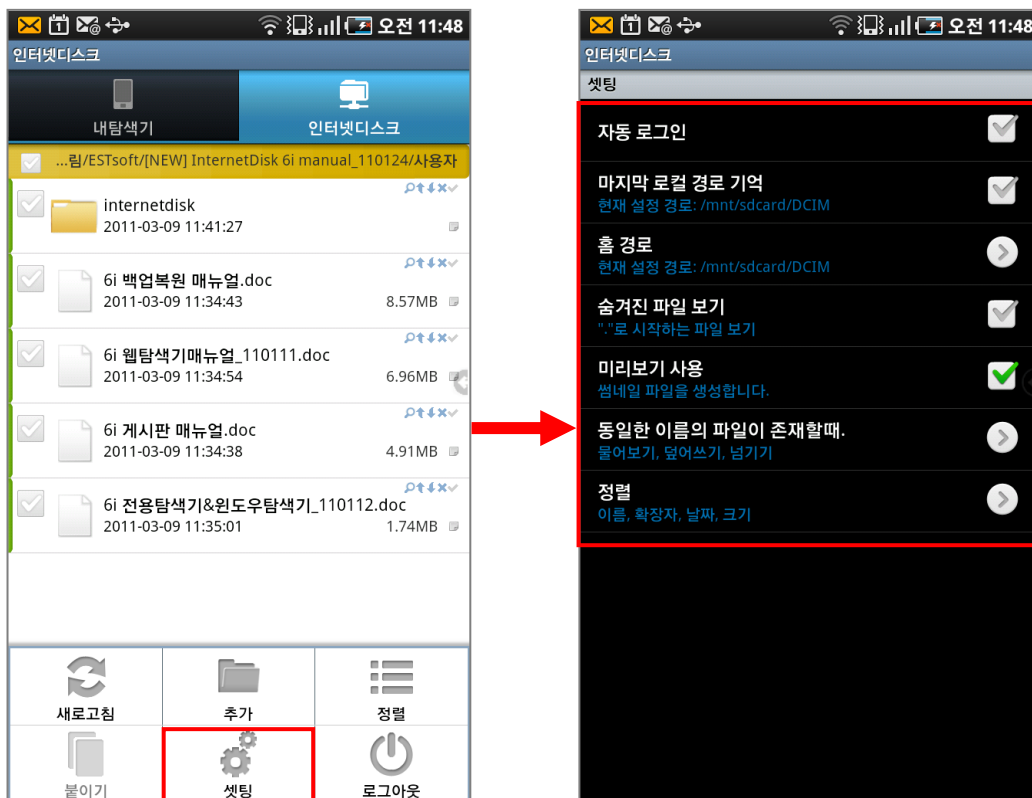 오전 11:48
인터넷디스크
내탐색기
인터넷디스크
...림/ESTsoft/[NEW] InternetDisk 6i manual_110124/사용자
internetdisk
2011-03-09 11:41:27
6i 백업복원 매뉴얼.doc
2011-03-09 11:34:43 8.57MB
6i 웹탐색기매뉴얼_110111.doc
2011-03-09 11:34:54 6.96MB
6i 게시판 매뉴얼.doc
2011-03-09 11:34:38 4.91MB
6i 전용탐색기&윈도우탐색기_110112.doc
2011-03-09 11:35:01 1.74MB
새로고침
추가
정렬
붙이기
셋팅
로그아웃
오전 11:48
인터넷디스크
셋팅
자동 로그인
마지막 로컬 경로 기억
현재 설정 경로: /mnt/sdcard/DCIM
홈 경로
현재 설정 경로: /mnt/sdcard/DCIM
숨겨진 파일 보기
"."로 시작하는 파일 보기
미리보기 사용
썸네일 파일을 생성합니다.
동일한 이름의 파일이 존재할때.
물어보기, 덮어쓰기, 넘기기
정렬
이름, 확장자, 날짜, 크기